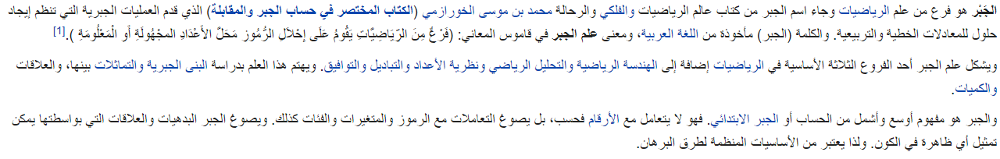 الجَبْر هو فرع من علم الرياضيات وجاء اسم الجبر من كتاب عالم الرياضيات والفلكي والرحالة محمد بن موسى الخورازمي (الكتاب المختصر في حساب الجبر والمقابلة) الذي قدم العمليات الجبرية التي تنظم إيجاد
حلول للمعادلات الخطية والتربيعية. والكلمة (الجبر) مأخوذة من اللغة العربية، ومعنى علم الجبر في قاموس المعاني: (فَرْعٌ مِنَ الرِّيَاضِيَّاتِ يَقُومُ عَلَى إِحْلَالِ الرُّمُوزِ مَحَلَّ الأَعْدَادِ المجْهُولَةِ أَو الْمَعْلُومَةِ ).[1]
ويشكل علم الجبر أحد الفروع الثلاثة الأساسية في الرياضيات إضافة إلى الهندسة الرياضية والتحليل الرياضي ونظرية الأعداد والتباديل والتوافيق. ويهتم هذا العلم بدراسة البنى الجبرية والتماثلات بينها، والعلاقات
والكميات.
والجبر هو مفهوم أوسع وأشمل من الحساب أو الجبر الابتدائي. فهو لا يتعامل مع الأرقام فحسب، بل يصوغ التعاملات مع الرموز والمتغيرات والفئات كذلك. ويصوغ الجبر البدهيات والعلاقات التي بواسطتها يمكن
تمثيل أي ظاهرة في الكون. ولذا يعتبر من الأساسيات المنظمة لطرق البرهان.